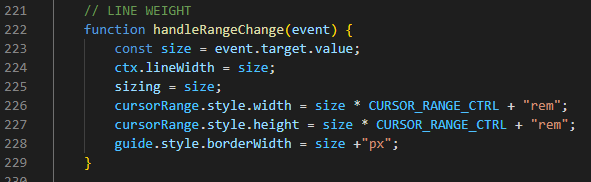 221 // LINE WEIGHT
222 function handleRangeChange(event) {
223 const size = event.target.value;
224 ctx.lineWidth = size;
225 sizing = size;
226 cursorRange.style.width = size * CURSOR_RANGE_CTRL + "rem";
227 cursorRange.style.height = size * CURSOR_RANGE_CTRL + "rem";
228 guide.style.borderWidth = size +"px";
229 }
230